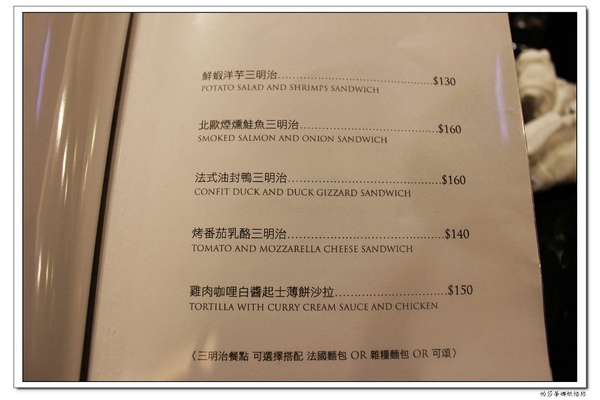 鮮蝦洋芋三明治........................................$130
POTATO SALAD AND SHRIMPS SANDWICH
北歐煙燻鮭魚三明治....................................$160
SMOKED SALMON AND ONION SANDWICH
法式油封鴨三明治........................................$160
CONFIT DUCK AND DUCK GIZZARD SANDWICH
烤番茄乳酪三明治........................................$140
TOMATO AND MOZZARELLA CHEESE SANDWICH
雞肉咖哩白醬起士薄餅沙拉..............................$150
TORTILLA WITH CURRY CREAM SAUCE AND CHICKEN
〈三明治餐點 可選擇搭配 法國麵包 OR 雜糧麵包 OR 可頌〉